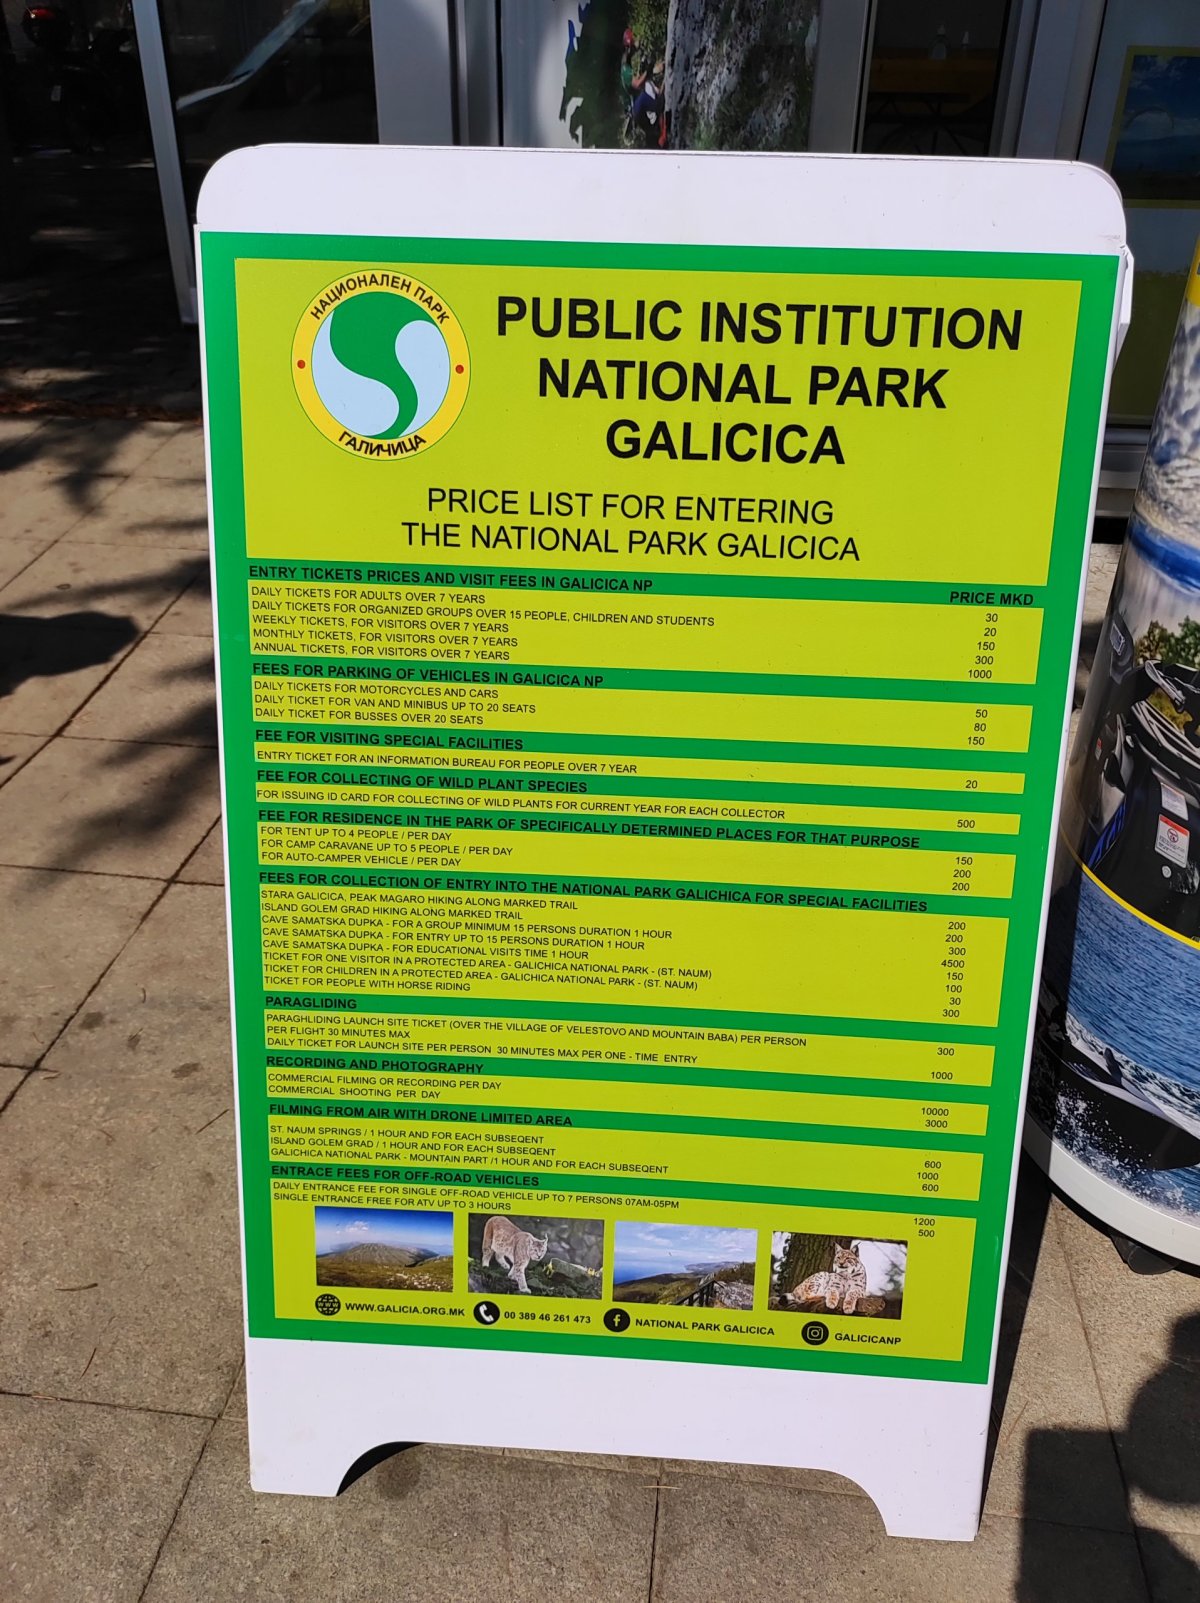 НАЦИОНАЛЕН ПАРК
ГАЛИЧИЦА
PUBLIC INSTITUTION
NATIONAL PARK
GALICICA
PRICE LIST FOR ENTERING
THE NATIONAL PARK GALICICA
ENTRY TICKETS PRICES AND VISIT FEES IN GALICICA NP PRICE MKD
DAILY TICKETS FOR ADULTS OVER 7 YEARS 30
DAILY TICKETS FOR ORGANIZED GROUPS OVER 15 PEOPLE, CHILDREN AND STUDENTS 20
WEEKLY TICKETS, FOR VISITORS OVER 7 YEARS 150
MONTHLY TICKETS, FOR VISITORS OVER 7 YEARS 300
ANNUAL TICKETS, FOR VISITORS OVER 7 YEARS 1000
FEES FOR PARKING OF VEHICLES IN GALICICA NP
DAILY TICKETS FOR MOTORCYCLES AND CARS 50
DAILY TICKET FOR VAN AND MINIBUS UP TO 20 SEATS 80
DAILY TICKET FOR BUSSES OVER 20 SEATS 150
FEE FOR VISITING SPECIAL FACILITIES
ENTRY TICKET FOR AN INFORMATION BUREAU FOR PEOPLE OVER 7 YEAR 20
FEE FOR COLLECTING OF WILD PLANT SPECIES
FOR ISSUING ID CARD FOR COLLECTING OF WILD PLANTS FOR CURRENT YEAR FOR EACH COLLECTOR 500
FEE FOR RESIDENCE IN THE PARK OF SPECIFICALLY DETERMINED PLACES FOR THAT PURPOSE
FOR TENT UP TO 4 PEOPLE / PER DAY 150
FOR CAMP CARAVANE UP TO 5 PEOPLE / PER DAY 200
FOR AUTO-CAMPER VEHICLE / PER DAY 200
FEES FOR COLLECTION OF ENTRY INTO THE NATIONAL PARK GALICHICA FOR SPECIAL FACILITIES
STARA GALICICA, PEAK MAGARO HIKING ALONG MARKED TRAIL 200
ISLAND GOLEM GRAD HIKING ALONG MARKED TRAIL 200
CAVE SAMATSKA DUPKA - FOR A GROUP MINIMUM 15 PERSONS DURATION 1 HOUR 300
CAVE SAMATSKA DUPKA - FOR ENTRY UP TO 15 PERSONS DURATION 1 HOUR 4500
CAVE SAMATSKA DUPKA - FOR EDUCATIONAL VISITS TIME 1 HOUR 150
TICKET FOR ONE VISITOR IN A PROTECTED AREA - GALICHICA NATIONAL PARK - (ST. NAUM) 100
TICKET FOR CHILDREN IN A PROTECTED AREA - GALICHICA NATIONAL PARK - (ST. NAUM) 30
TICKET FOR PEOPLE WITH HORSE RIDING 300
PARAGLIDING
PARAGHLIDING LAUNCH SITE TICKET (OVER THE VILLAGE OF VELESTOVO AND MOUNTAIN BABA) PER PERSON 300
PER FLIGHT 30 MINUTES MAX
DAILY TICKET FOR LAUNCH SITE PER PERSON 30 MINUTES MAX PER ONE - TIME ENTRY 1000
RECORDING AND PHOTOGRAPHY
COMMERCIAL FILMING OR RECORDING PER DAY 10000
COMMERCIAL SHOOTING PER DAY 3000
FILMING FROM AIR WITH DRONE LIMITED AREA
ST. NAUM SPRINGS / 1 HOUR AND FOR EACH SUBSEQENT 600
ISLAND GOLEM GRAD / 1 HOUR AND FOR EACH SUBSEQENT 1000
GALICHICA NATIONAL PARK - MOUNTAIN PART /1 HOUR AND FOR EACH SUBSEQENT 600
ENTRACE FEES FOR OFF-ROAD VEHICLES
DAILY ENTRANCE FEE FOR SINGLE OFF-ROAD VEHICLE UP TO 7 PERSONS 07AM-05PM 1200
SINGLE ENTRANCE FREE FOR ATV UP TO 3 HOURS 500
WWW WWW.GALICIA.ORG.MK 00 389 46 261 473 NATIONAL PARK GALICICA GALICICANP